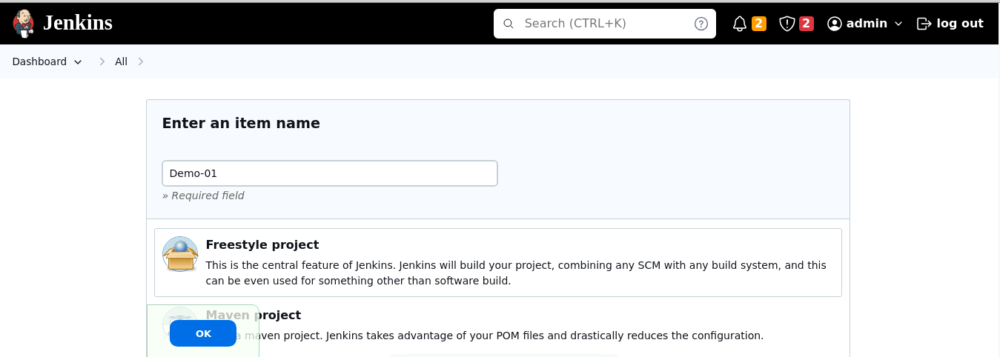 Jenkins
Search (CTRL+K)
2
2
admin
log out
Dashboard
All
Enter an item name
Demo-01
» Required field
Freestyle project
This is the central feature of Jenkins. Jenkins will build your project, combining any SCM with any build system, and this
can be even used for something other than software build.
Maven project
a maven project. Jenkins takes advantage of your POM files and drastically reduces the configuration.
OK